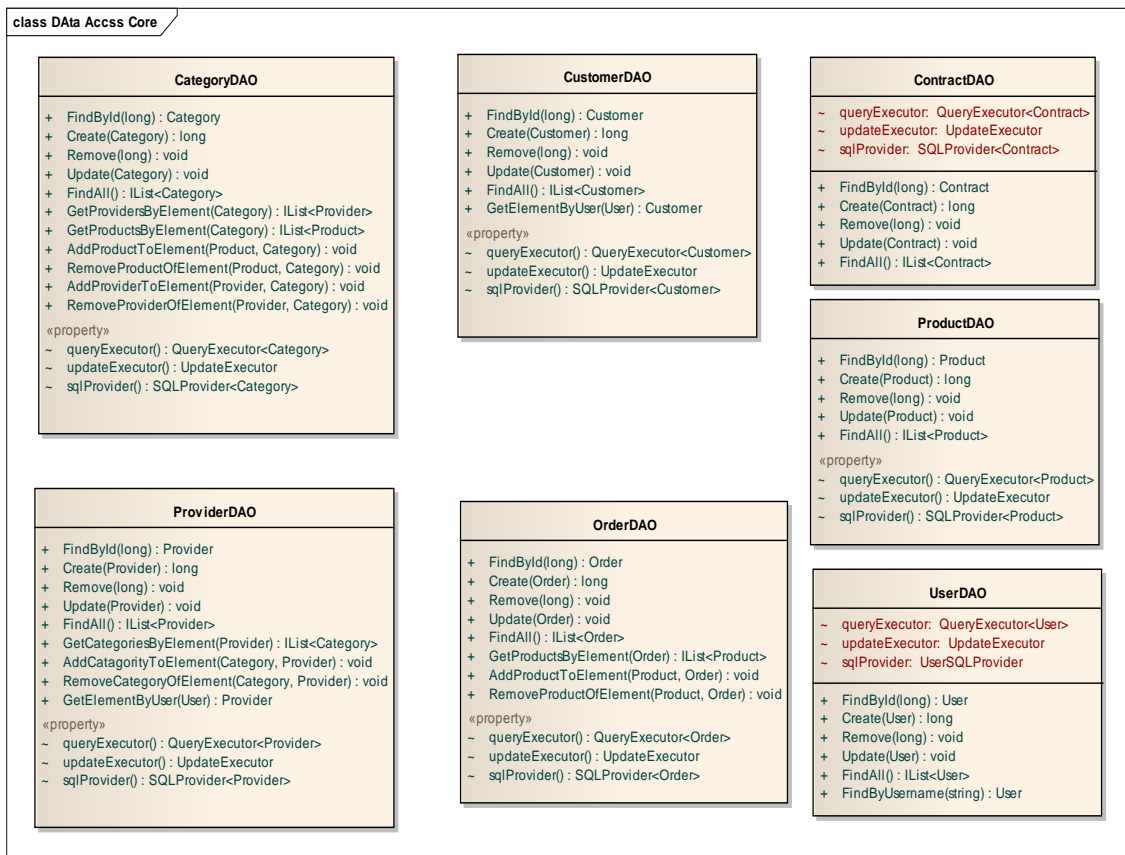 class DAta Accss Core
CategoryDAO
+ FindById(long) : Category
+ Create(Category) : long
+ Remove(long) : void
+ Update(Category) : void
+ FindAll() : IList<Category>
+ GetProvidersByElement(Category) : IList<Provider>
+ GetProductsByElement(Category) : IList<Product>
+ AddProductToElement(Product, Category) : void
+ RemoveProductOfElement(Product, Category) : void
+ AddProviderToElement(Provider, Category) : void
+ RemoveProviderOfElement(Provider, Category) : void
«property»
~ queryExecutor() : QueryExecutor<Category>
~ updateExecutor() : UpdateExecutor
~ sqlProvider() : SQLProvider<Category>
CustomerDAO
+ FindById(long) : Customer
+ Create(Customer) : long
+ Remove(long) : void
+ Update(Customer) : void
+ FindAll() : IList<Customer>
+ GetElementByUser(User) : Customer
«property»
~ queryExecutor() : QueryExecutor<Customer>
~ updateExecutor() : UpdateExecutor
~ sqlProvider() : SQLProvider<Customer>
ContractDAO
~ queryExecutor: QueryExecutor<Contract>
~ updateExecutor: UpdateExecutor
~ sqlProvider: SQLProvider<Contract>
+ FindById(long) : Contract
+ Create(Contract) : long
+ Remove(long) : void
+ Update(Contract) : void
+ FindAll() : IList<Contract>
ProductDAO
+ FindById(long) : Product
+ Create(Product) : long
+ Remove(long) : void
+ Update(Product) : void
+ FindAll() : IList<Product>
«property»
~ queryExecutor() : QueryExecutor<Product>
~ updateExecutor() : UpdateExecutor
~ sqlProvider() : SQLProvider<Product>
ProviderDAO
+ FindById(long) : Provider
+ Create(Provider) : long
+ Remove(long) : void
+ Update(Provider) : void
+ FindAll() : IList<Provider>
+ GetCategoriesByElement(Provider) : IList<Category>
+ AddCatagorityToElement(Category, Provider) : void
+ RemoveCategoryOfElement(Category, Provider) : void
+ GetElementByUser(User) : Provider
«property»
~ queryExecutor() : QueryExecutor<Provider>
~ updateExecutor() : UpdateExecutor
~ sqlProvider() : SQLProvider<Provider>
OrderDAO
+ FindById(long) : Order
+ Create(Order) : long
+ Remove(long) : void
+ Update(Order) : void
+ FindAll() : IList<Order>
+ GetProductsByElement(Order) : IList<Product>
+ AddProductToElement(Product, Order) : void
+ RemoveProductOfElement(Product, Order) : void
«property»
~ queryExecutor() : QueryExecutor<Order>
~ updateExecutor() : UpdateExecutor
~ sqlProvider() : SQLProvider<Order>
UserDAO
~ queryExecutor: QueryExecutor<User>
~ updateExecutor: UpdateExecutor
~ sqlProvider: UserSQLProvider
+ FindById(long) : User
+ Create(User) : long
+ Remove(long) : void
+ Update(User) : void
+ FindAll() : IList<User>
+ FindByUsername(string) : User